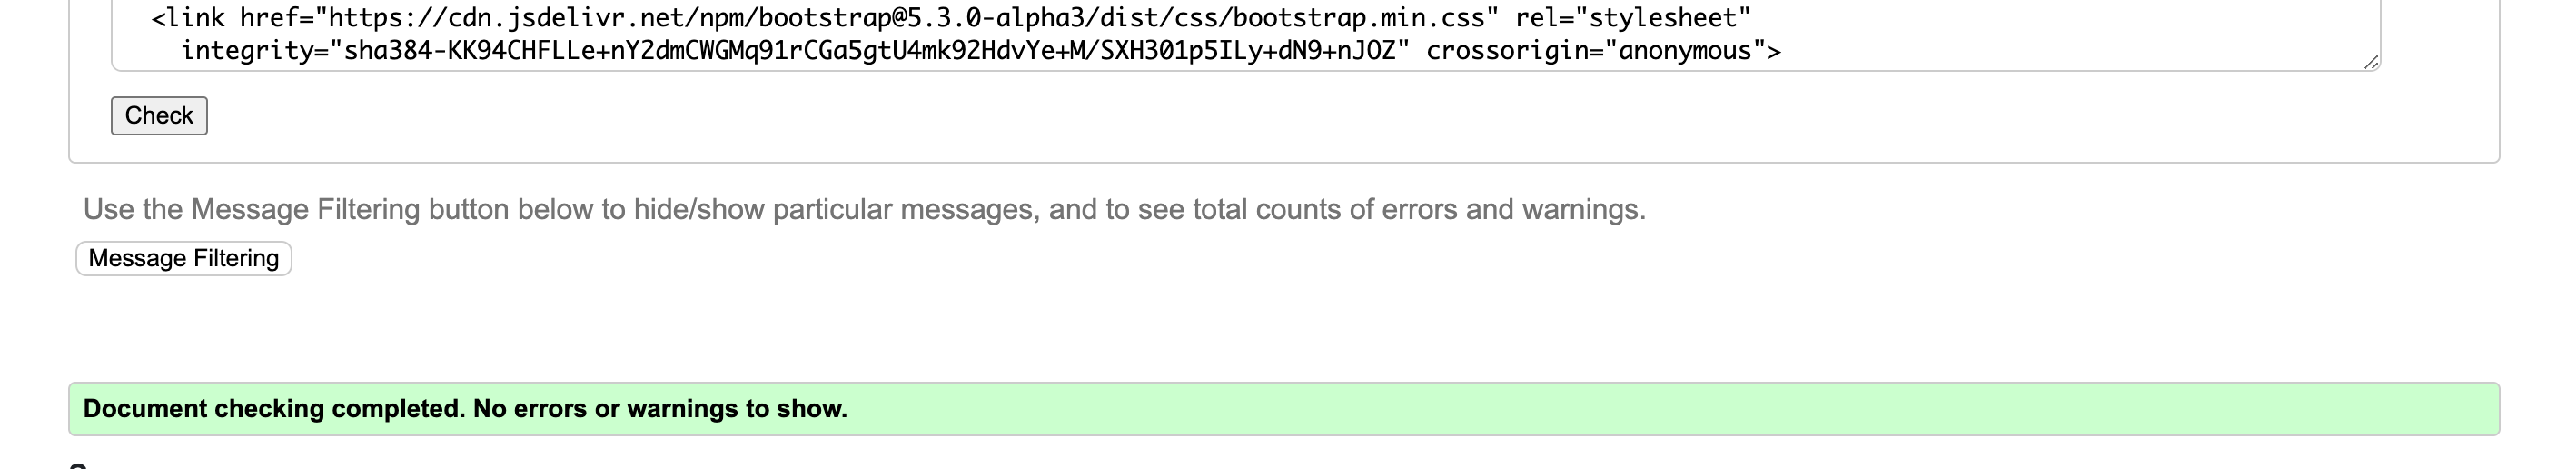 <link href="https://cdn.jsdelivr.net/npm/bootstrap@5.3.0-alpha3/dist/css/bootstrap.min.css" rel="stylesheet"
integrity="sha384-KK94CHFLLe+nY2dmCWGMq91rCGa5gtU4mk92HdvYe+M/SXH301p5ILy+dN9+nJOZ" crossorigin="anonymous">
Check
Use the Message Filtering button below to hide/show particular messages, and to see total counts of errors and warnings.
Message Filtering
Document checking completed. No errors or warnings to show.